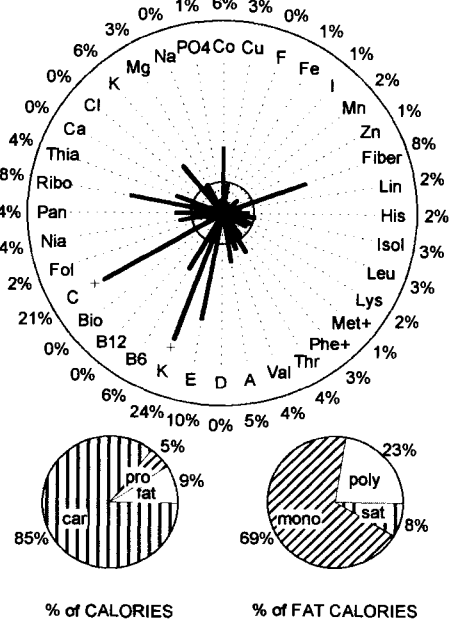 0% 1% 6% 3% 0%
3% 1%
6% 1%
0% 2%
0% 1%
4% 8%
8% 2%
4% 2%
4% 3%
2% 3%
21% 2%
0% 1%
0% 3%
6% 4%
24% 10% 0% 5% 4%
PO4 Co Cu F Fe I Mn Zn Fiber Lin His Isol Leu Lys Met+ Phe+ Thr Val A D E K B6 B12 Bio C Fol Nia Pan Ribo Thia Ca Cl K Mg Na
5%
pro
9%
fat
car
85%
23%
poly
sat
mono
8%
69%
% of CALORIES
% of FAT CALORIES